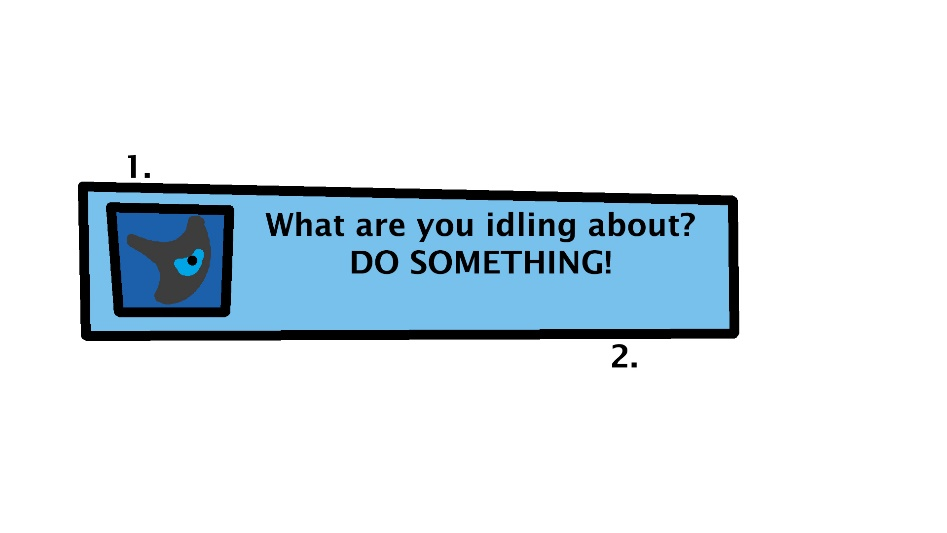 1.
What are you idling about?
DO SOMETHING!
2.